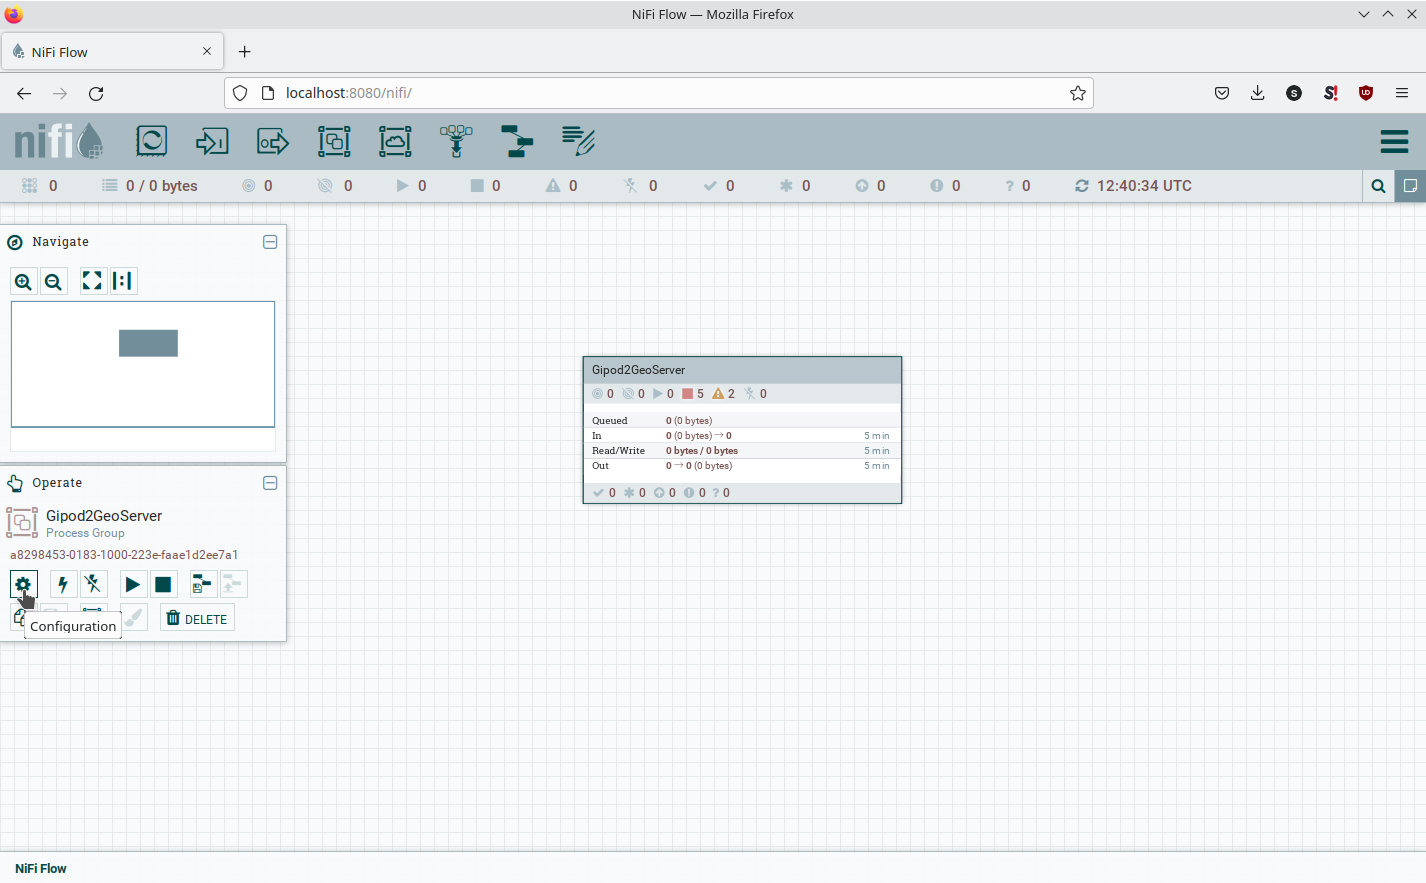 NiFi Flow — Mozilla Firefox
NiFi Flow
localhost:8080/nifi/
nifi
0 0 / 0 bytes 0 0 0 0 0 0 0 0 0 0 ? 0 12:40:34 UTC
Navigate
Operate
Gipod2GeoServer
Process Group
a8298453-0183-1000-223e-faae1d2ee7a1
DELETE
Configuration
Gipod2GeoServer
0 0 0 5 2 0
Queued 0 (0 bytes)
In 0 (0 bytes) → 0 5 min
Read/Write 0 bytes / 0 bytes 5 min
Out 0 → 0 (0 bytes) 5 min
0 0 0 0 ? 0
NiFi Flow